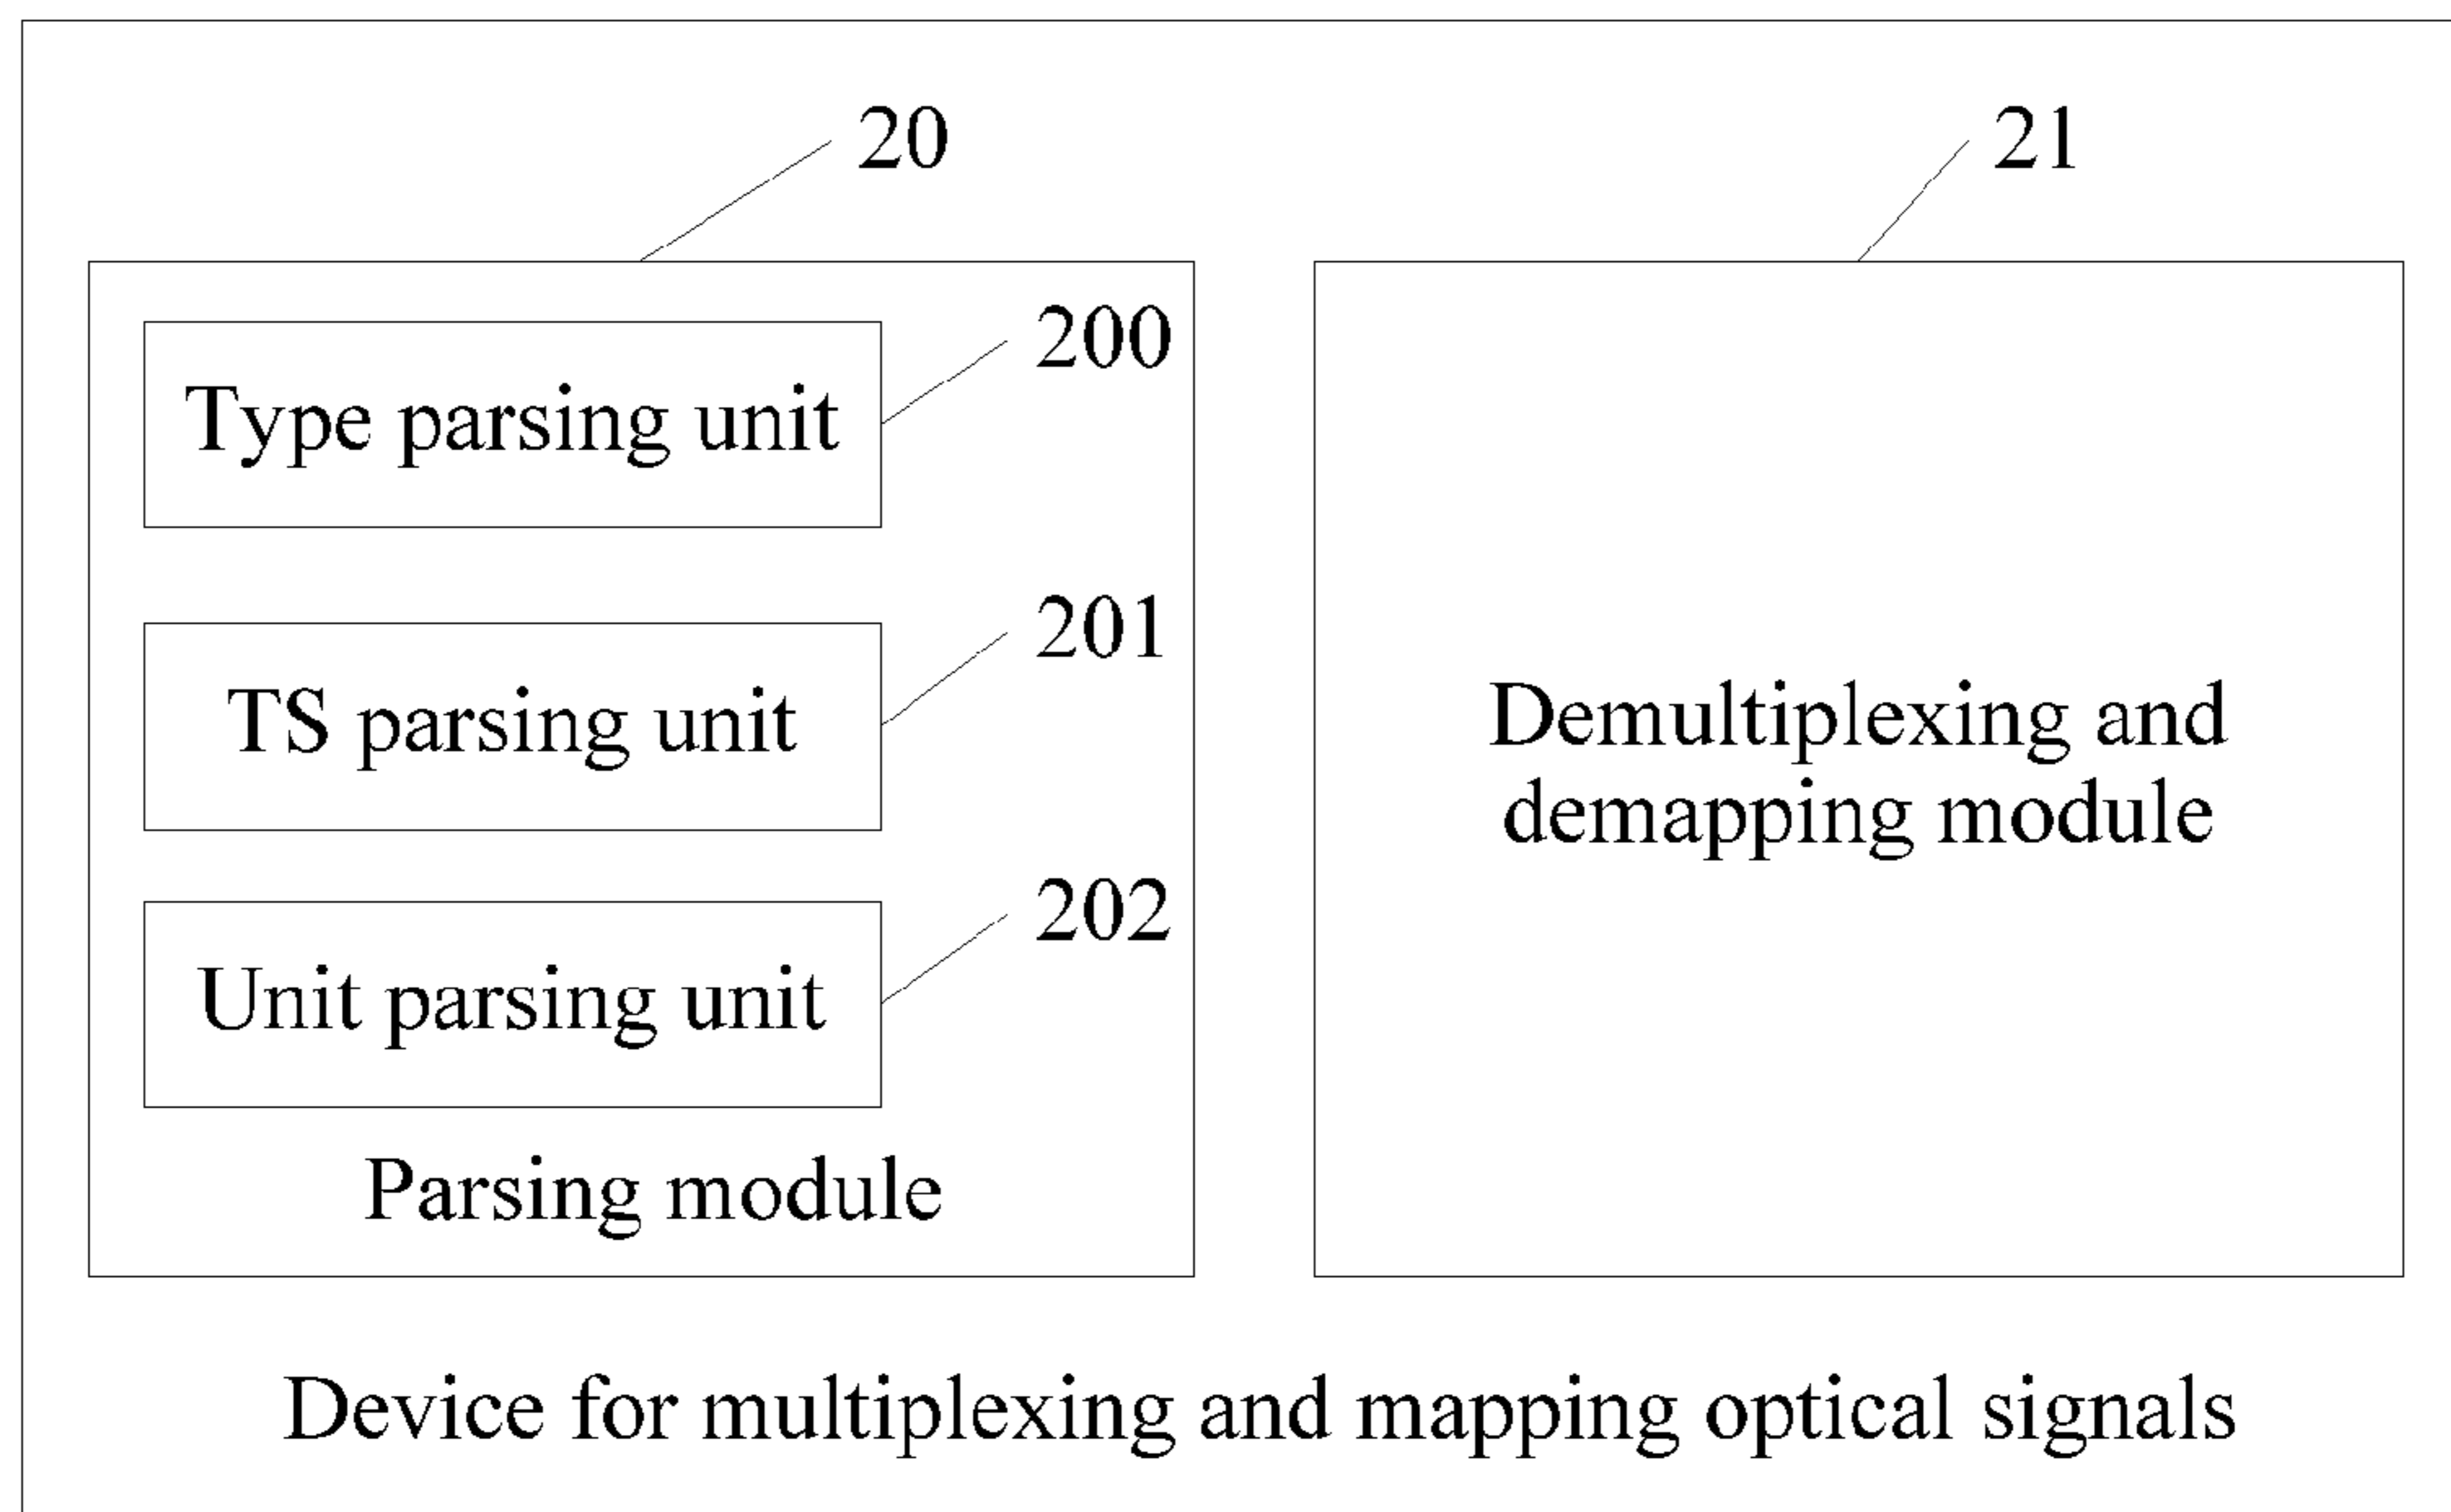 20
21
200
Type parsing unit
201
TS parsing unit
202
Unit parsing unit
Parsing module
Demultiplexing and
demapping module
Device for multiplexing and mapping optical signals